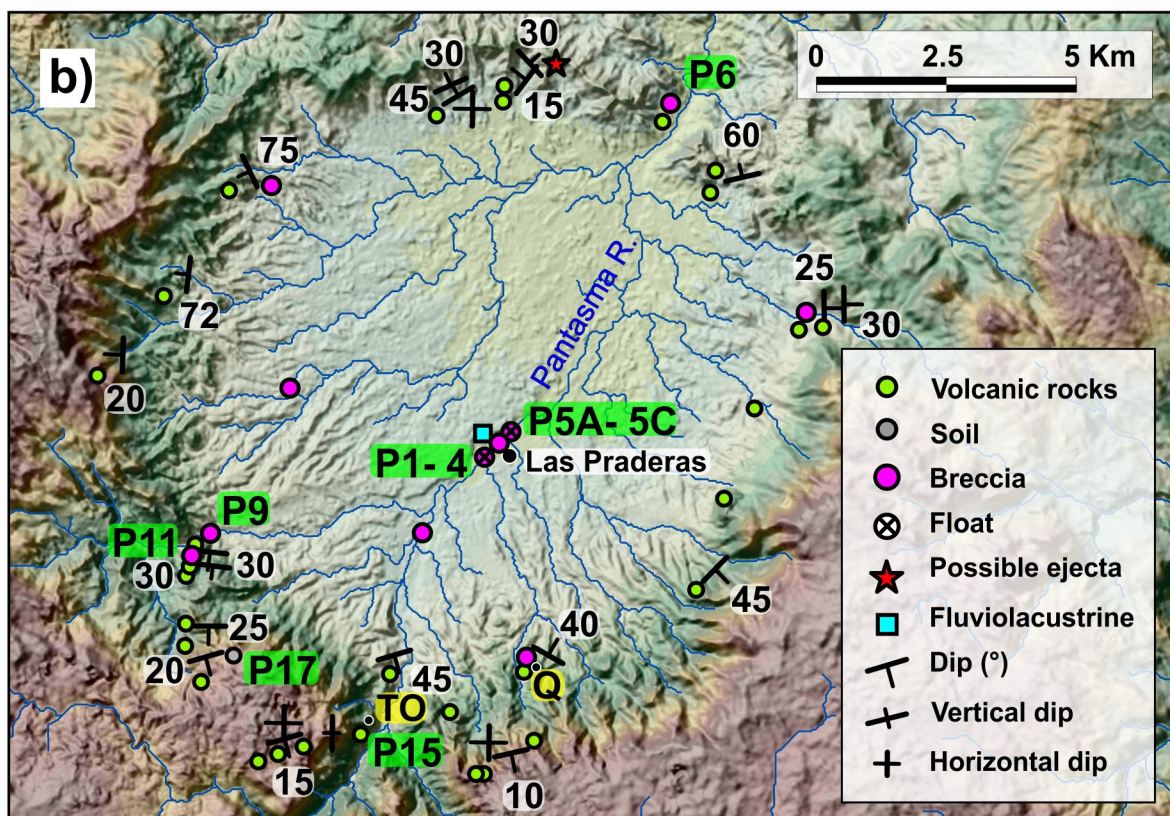 b)
0 2.5 5 Km
30
30
45
15
P6
60
75
Pantasma R.
25
72
30
20
P5A- 5C
P1- 4
Las Praderas
P9
P11
30
30
45
25
40
20
P17
45
Q
TO
P15
15
10
Volcanic rocks
Soil
Breccia
Float
Possible ejecta
Fluviolacustrine
Dip (°)
Vertical dip
Horizontal dip